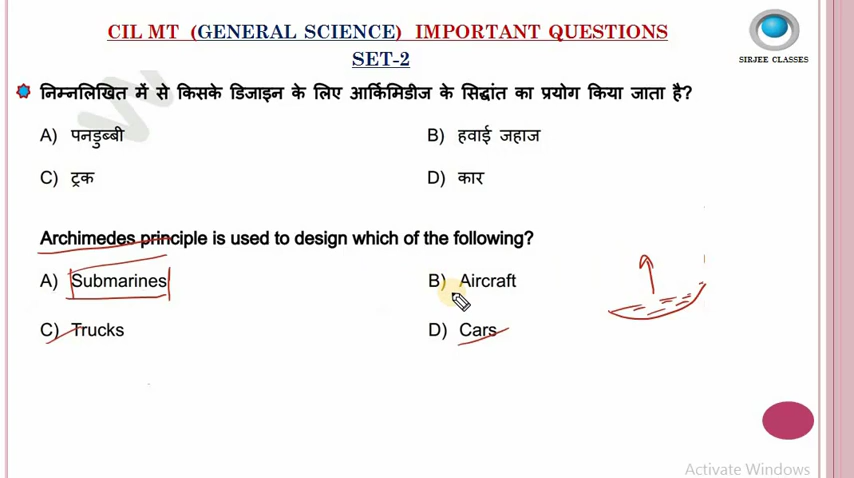 CIL MT (GENERAL SCIENCE) IMPORTANT QUESTIONS
SET-2
SIRJEE CLASSES
निम्नलिखित में से किसके डिजाइन के लिए आर्किमिडीज के सिद्धांत का प्रयोग किया जाता है?
A) पनडुब्बी B) हवाई जहाज
C) ट्रक D) कार
Archimedes principle is used to design which of the following?
A) Submarines B) Aircraft
C) Trucks D) Cars
Activate Windows